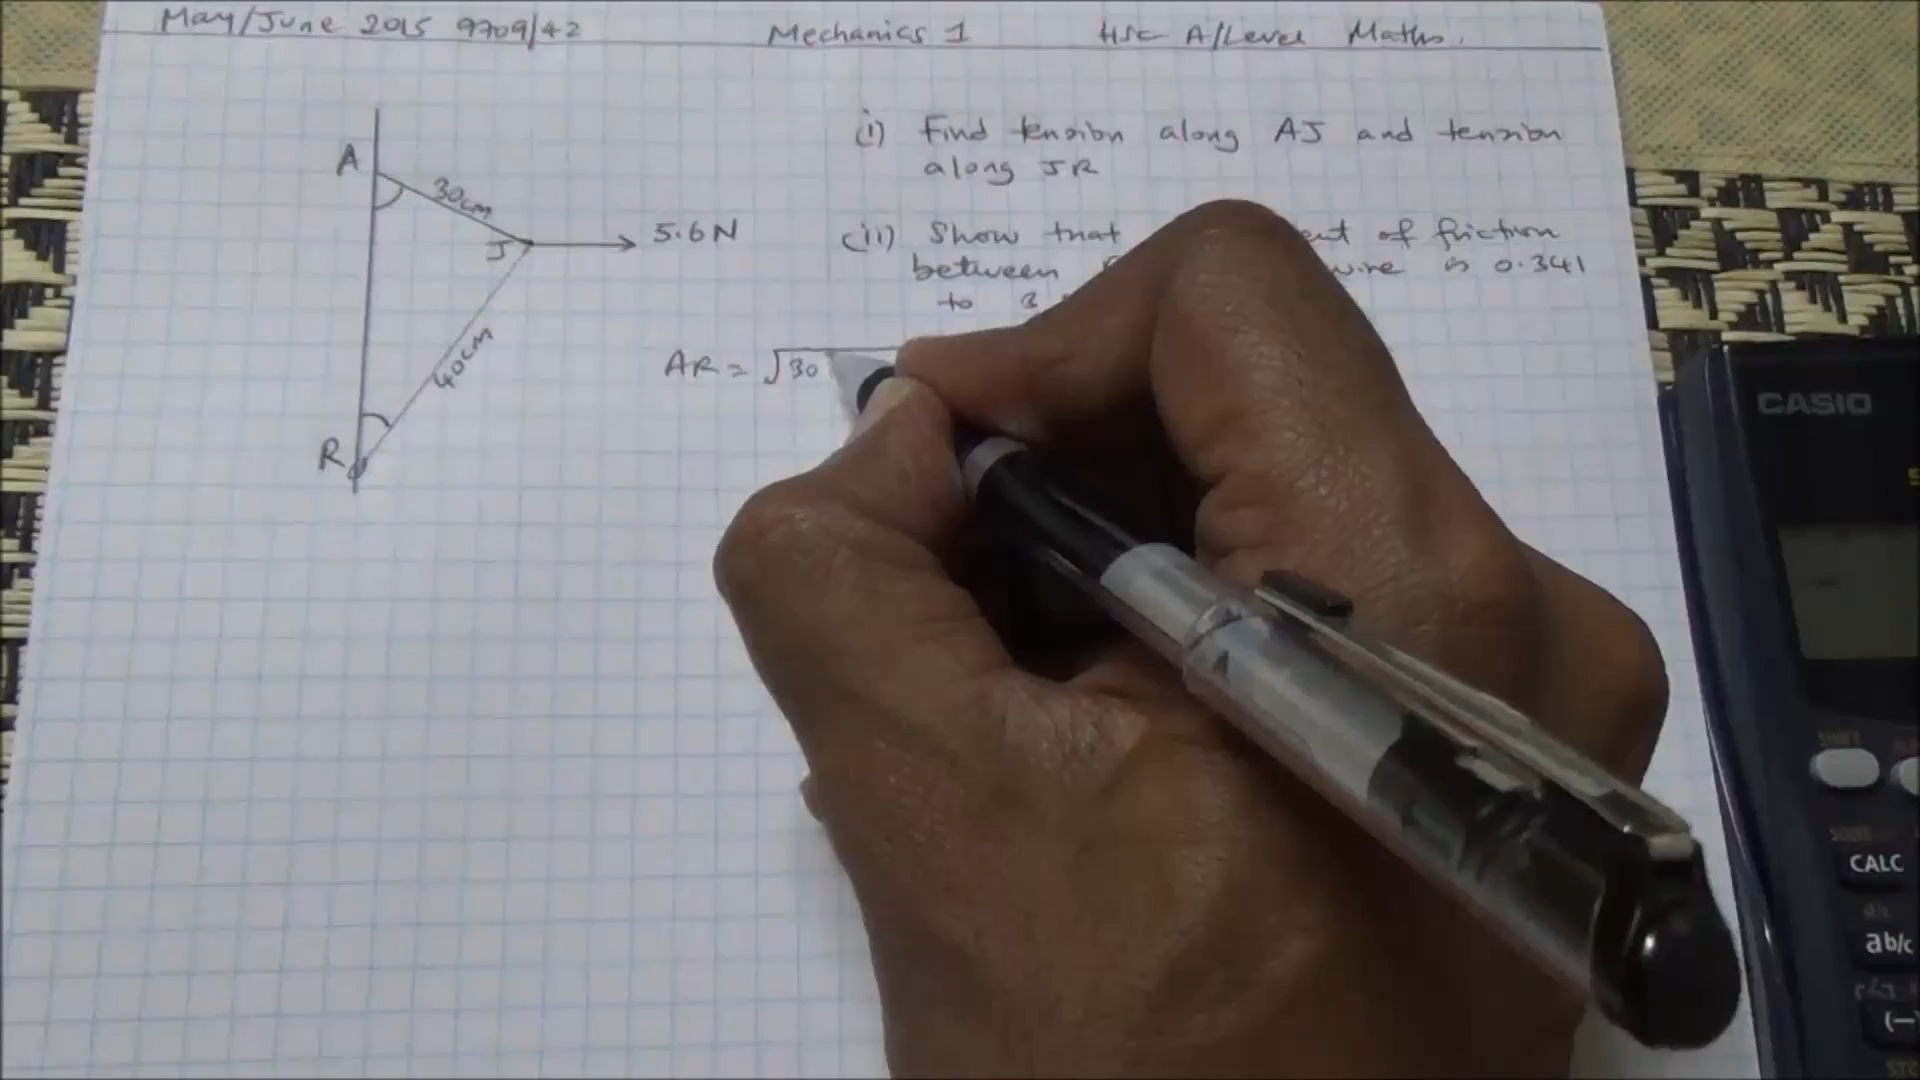 May/June 2015 9709/42 Mechanics 1 HSC A/Level Maths.
A
30cm
J
5.6N
40cm
R
(i) Find tension along AJ and tension
along JR
(ii) Show that of friction
between wire is 0.341
to 3
AR = √30
CASIO
SHIFT
CALC
ab/c
(−)